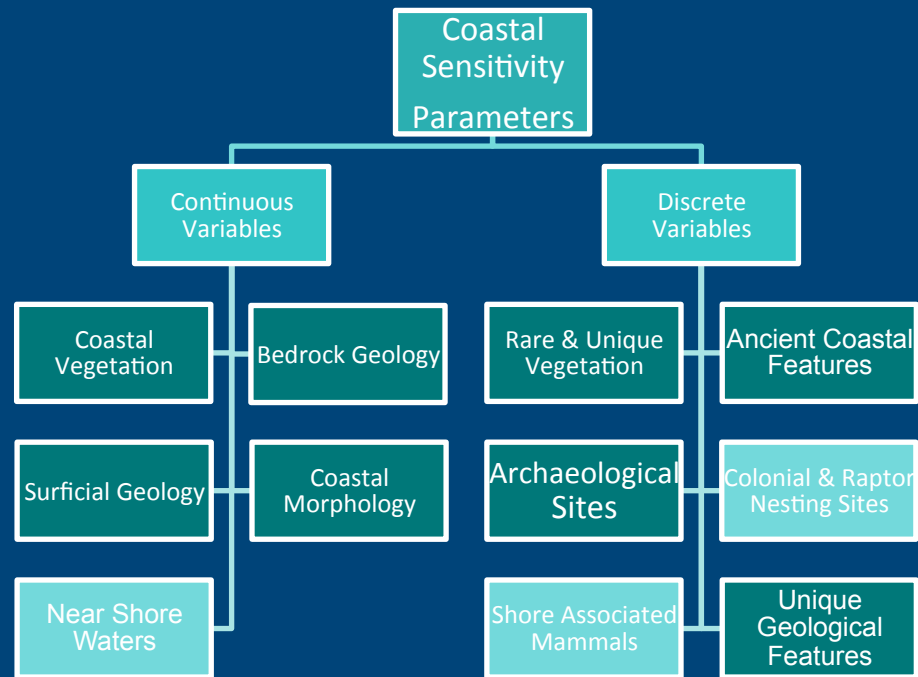 Coastal
Sensitivity
Parameters
Continuous
Variables
Discrete
Variables
Coastal
Vegetation
Bedrock Geology
Rare & Unique
Vegetation
Ancient Coastal
Features
Surficial Geology
Coastal
Morphology
Archaeological
Sites
Colonial & Raptor
Nesting Sites
Near Shore
Waters
Shore Associated
Mammals
Unique
Geological
Features